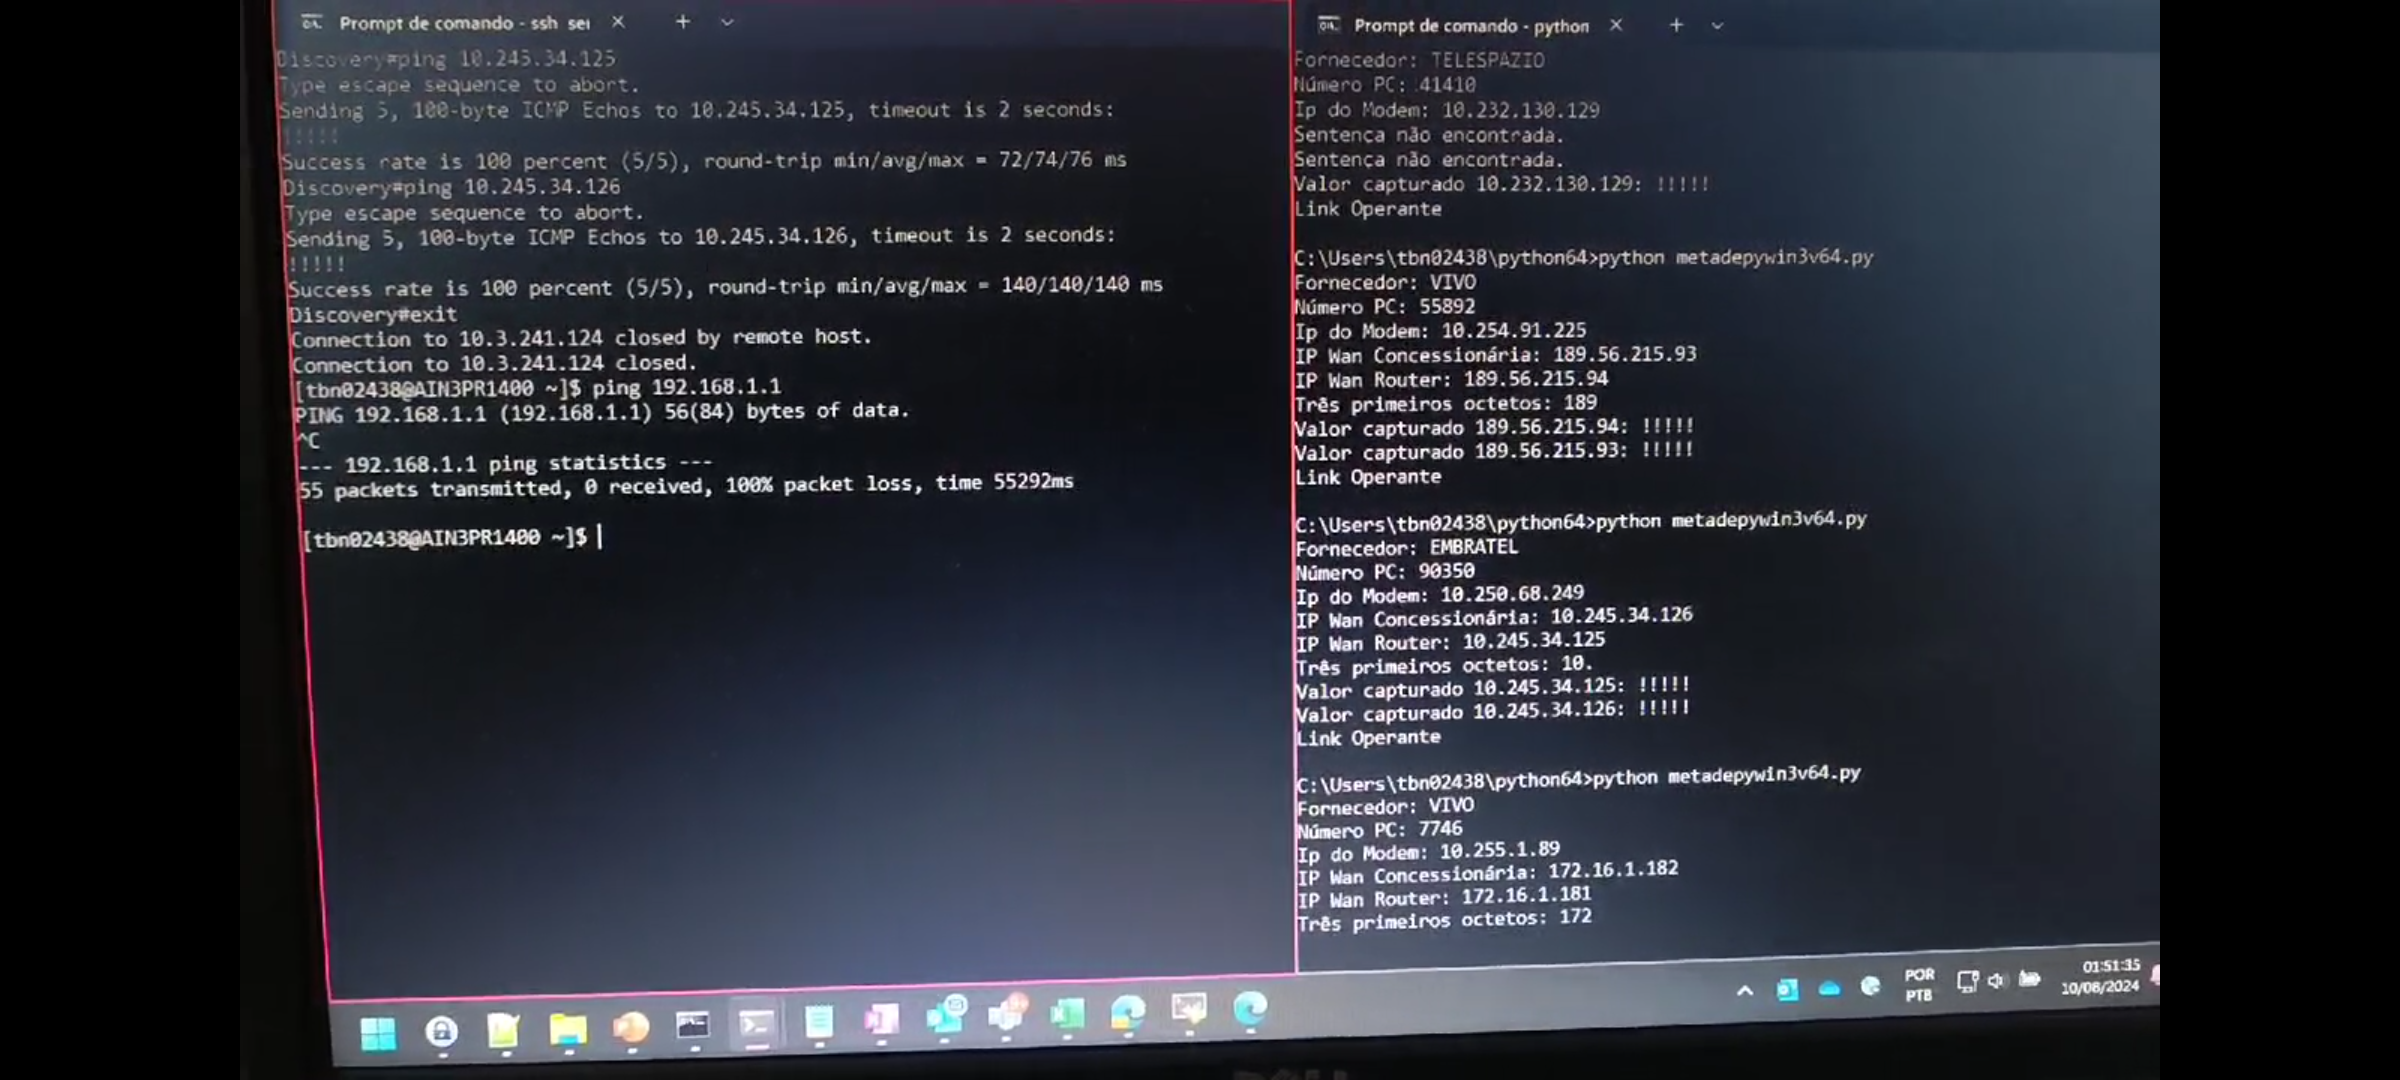 Prompt de comando - ssh ser
Discovery#ping 10.245.34.125
Type escape sequence to abort.
Sending 5, 100-byte ICMP Echos to 10.245.34.125, timeout is 2 seconds:
!!!!!
Success rate is 100 percent (5/5), round-trip min/avg/max = 72/74/76 ms
Discovery#ping 10.245.34.126
Type escape sequence to abort.
Sending 5, 100-byte ICMP Echos to 10.245.34.126, timeout is 2 seconds:
!!!!!
Success rate is 100 percent (5/5), round-trip min/avg/max = 140/140/140 ms
Discovery#exit
Connection to 10.3.241.124 closed by remote host.
Connection to 10.3.241.124 closed.
[tbn02438@AIN3PR1400 ~]$ ping 192.168.1.1
PING 192.168.1.1 (192.168.1.1) 56(84) bytes of data.
^C
--- 192.168.1.1 ping statistics ---
55 packets transmitted, 0 received, 100% packet loss, time 55292ms
[tbn02438@AIN3PR1400 ~]$
Prompt de comando - python
Fornecedor: TELESPAZIO
Número PC: 41410
Ip do Modem: 10.232.130.129
Sentença não encontrada.
Sentença não encontrada.
Valor capturado 10.232.130.129: !!!!!
Link Operante
C:\Users\tbn02438\python64>python metadepywin3v64.py
Fornecedor: VIVO
Número PC: 55892
Ip do Modem: 10.254.91.225
IP Wan Concessionária: 189.56.215.93
IP Wan Router: 189.56.215.94
Três primeiros octetos: 189
Valor capturado 189.56.215.94: !!!!!
Valor capturado 189.56.215.93: !!!!!
Link Operante
C:\Users\tbn02438\python64>python metadepywin3v64.py
Fornecedor: EMBRATEL
Número PC: 90350
Ip do Modem: 10.250.68.249
IP Wan Concessionária: 10.245.34.126
IP Wan Router: 10.245.34.125
Três primeiros octetos: 10.
Valor capturado 10.245.34.125: !!!!!
Valor capturado 10.245.34.126: !!!!!
Link Operante
C:\Users\tbn02438\python64>python metadepywin3v64.py
Fornecedor: VIVO
Número PC: 7746
Ip do Modem: 10.255.1.89
IP Wan Concessionária: 172.16.1.182
IP Wan Router: 172.16.1.181
Três primeiros octetos: 172
POR
PTB
01:51:35
10/08/2024